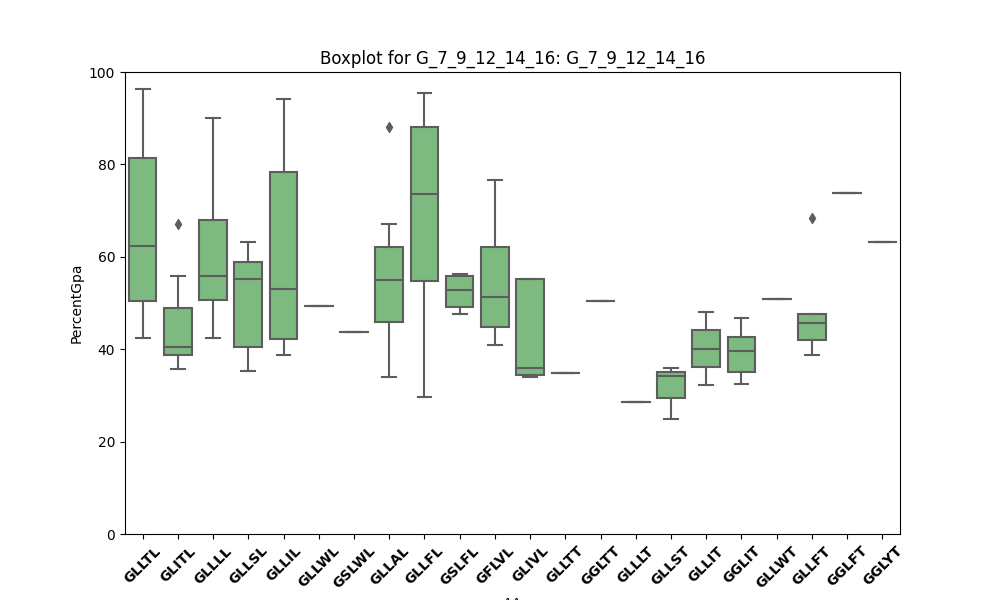 Boxplot for G_7_9_12_14_16: G_7_9_12_14_16
PercentGpa
100
80
60
40
20
0
GLLTL GLITL GLLLL GLLSL GLLIL GLLWL GSLWL GLLAL GLLFL GSLFL GFLVL GLIVL GLLTT GGLTT GLLLT GLLST GLLIT GGLIT GLLWT GLLFT GGLFT GGLYT